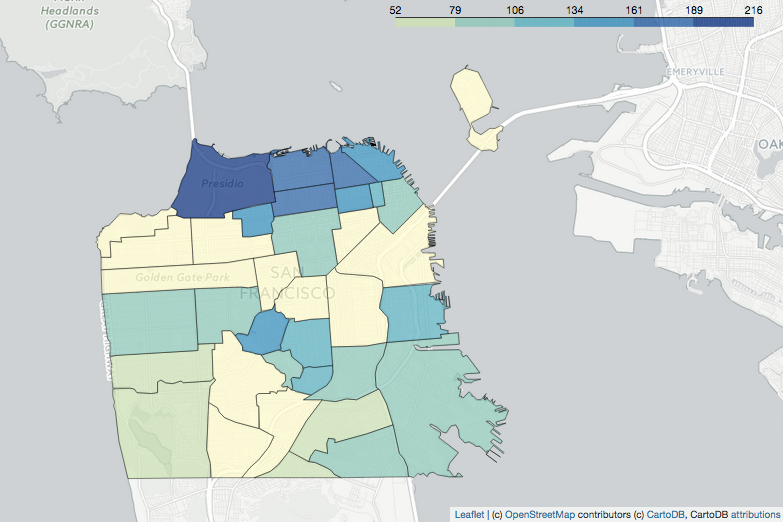 Headlands
(GGNRA)
52 79 106 134 161 189 216
EMERYVILLE
OAK
Presidio
Golden Gate Park
SAN
FRANCISCO
Leaflet | (c) OpenStreetMap contributors (c) CartoDB, CartoDB attributions